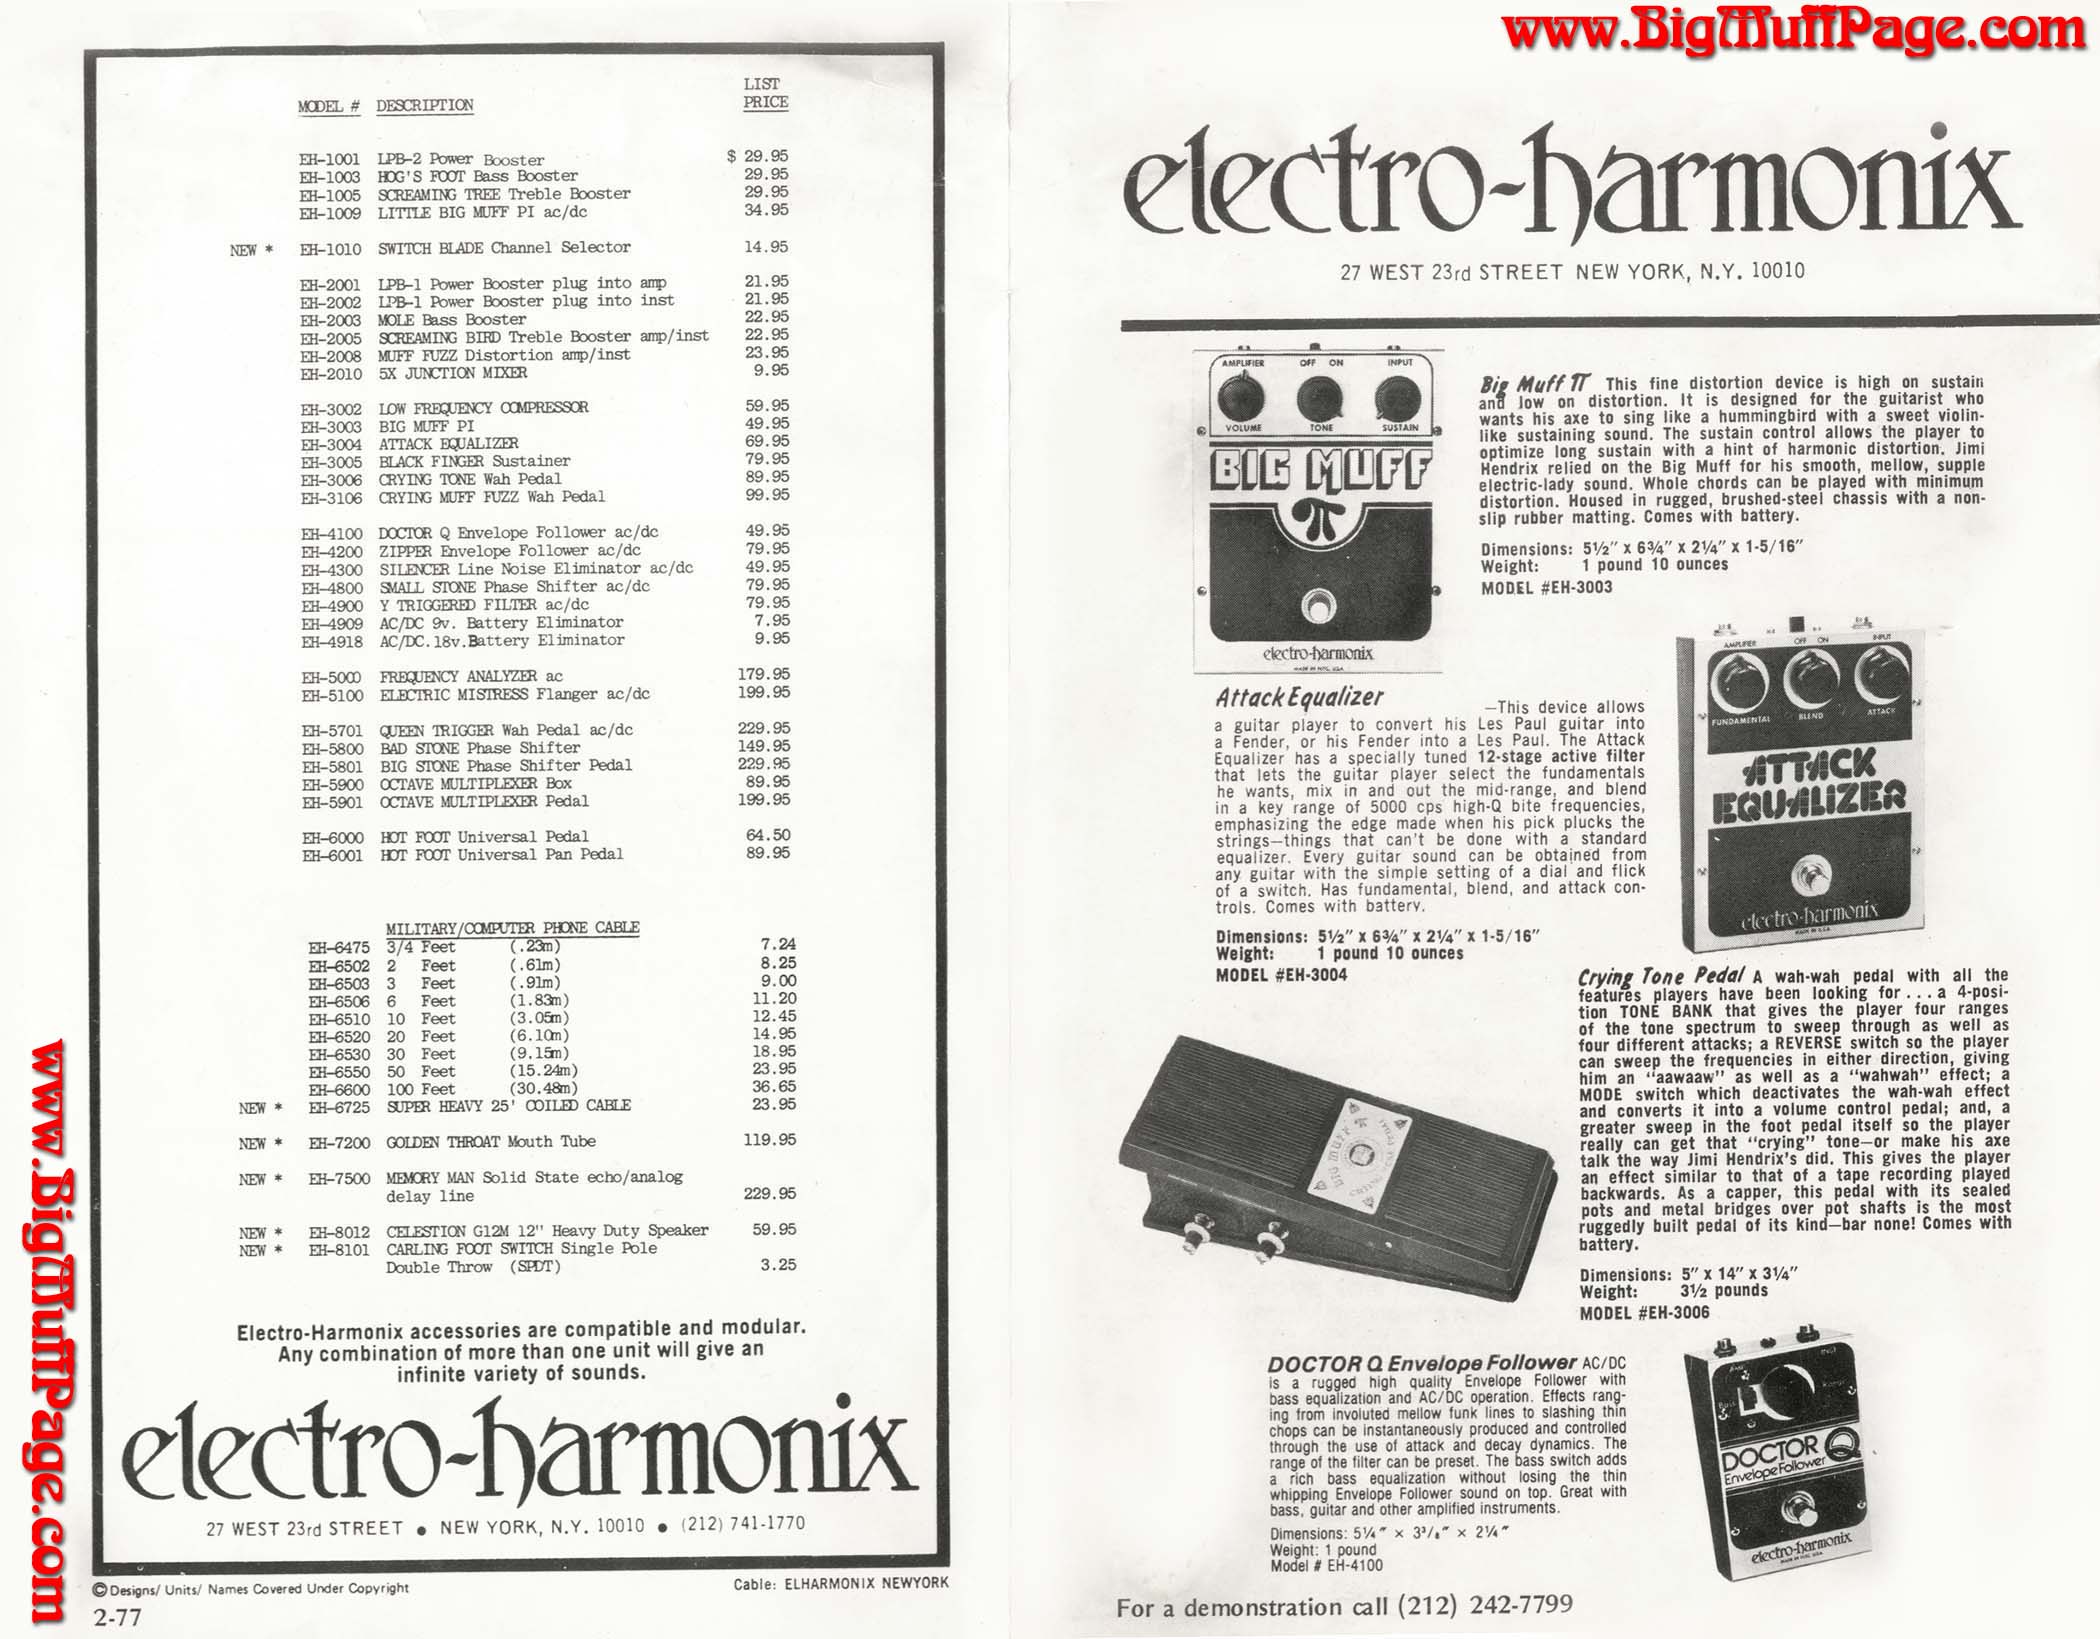 www.BigMuffPage.com
LIST
MODEL # DESCRIPTION PRICE
EH-1001 LPB-2 Power Booster $ 29.95
EH-1003 HOG'S FOOT Bass Booster 29.95
EH-1005 SCREAMING TREE Treble Booster 29.95
EH-1009 LITTLE BIG MUFF PI ac/dc 34.95
NEW * EH-1010 SWITCH BLADE Channel Selector 14.95
EH-2001 LPB-1 Power Booster plug into amp 21.95
EH-2002 LPB-1 Power Booster plug into inst 21.95
EH-2003 MOLE Bass Booster 22.95
EH-2005 SCREAMING BIRD Treble Booster amp/inst 22.95
EH-2008 MUFF FUZZ Distortion amp/inst 23.95
EH-2010 5X JUNCTION MIXER 9.95
EH-3002 LOW FREQUENCY COMPRESSOR 59.95
EH-3003 BIG MUFF PI 49.95
EH-3004 ATTACK EQUALIZER 69.95
EH-3005 BLACK FINGER Sustainer 79.95
EH-3006 CRYING TONE Wah Pedal 89.95
EH-3106 CRYING MUFF FUZZ Wah Pedal 99.95
EH-4100 DOCTOR Q Envelope Follower ac/dc 49.95
EH-4200 ZIPPER Envelope Follower ac/dc 79.95
EH-4300 SILENCER Line Noise Eliminator ac/dc 49.95
EH-4800 SMALL STONE Phase Shifter ac/dc 79.95
EH-4900 Y TRIGGERED FILTER ac/dc 79.95
EH-4909 AC/DC 9v. Battery Eliminator 7.95
EH-4918 AC/DC.18v.Battery Eliminator 9.95
EH-5000 FREQUENCY ANALYZER ac 179.95
EH-5100 ELECTRIC MISTRESS Flanger ac/dc 199.95
EH-5701 QUEEN TRIGGER Wah Pedal ac/dc 229.95
EH-5800 BAD STONE Phase Shifter 149.95
EH-5801 BIG STONE Phase Shifter Pedal 229.95
EH-5900 OCTAVE MULTIPLEXER Box 89.95
EH-5901 OCTAVE MULTIPLEXER Pedal 199.95
EH-6000 HOT FOOT Universal Pedal 64.50
EH-6001 HOT FOOT Universal Pan Pedal 89.95
MILITARY/COMPUTER PHONE CABLE
EH-6475 3/4 Feet (.23m) 7.24
EH-6502 2 Feet (.61m) 8.25
EH-6503 3 Feet (.91m) 9.00
EH-6506 6 Feet (1.83m) 11.20
EH-6510 10 Feet (3.05m) 12.45
EH-6520 20 Feet (6.10m) 14.95
EH-6530 30 Feet (9.15m) 18.95
EH-6550 50 Feet (15.24m) 23.95
EH-6600 100 Feet (30.48m) 36.65
NEW * EH-6725 SUPER HEAVY 25' COILED CABLE 23.95
NEW * EH-7200 GOLDEN THROAT Mouth Tube 119.95
NEW * EH-7500 MEMORY MAN Solid State echo/analog
delay line 229.95
NEW * EH-8012 CELESTION G12M 12" Heavy Duty Speaker 59.95
NEW * EH-8101 CARLING FOOT SWITCH Single Pole
Double Throw (SPDT) 3.25
Electro-Harmonix accessories are compatible and modular.
Any combination of more than one unit will give an
infinite variety of sounds.
electro-harmonix
27 WEST 23rd STREET ● NEW YORK, N.Y. 10010 ● (212) 741-1770
© Designs/ Units/ Names Covered Under Copyright
Cable: ELHARMONIX NEWYORK
2-77
www.BigMuffPage.com
electro-harmonix
27 WEST 23rd STREET NEW YORK, N.Y. 10010
AMPLIFIER OFF ON INPUT
VOLUME TONE SUSTAIN
BIG MUFF
π
electro-harmonix
MADE IN NYC, USA
Big Muff π This fine distortion device is high on sustain
and low on distortion. It is designed for the guitarist who
wants his axe to sing like a hummingbird with a sweet violin-
like sustaining sound. The sustain control allows the player to
optimize long sustain with a hint of harmonic distortion. Jimi
Hendrix relied on the Big Muff for his smooth, mellow, supple
electric-lady sound. Whole chords can be played with minimum
distortion. Housed in rugged, brushed-steel chassis with a non-
slip rubber matting. Comes with battery.
Dimensions: 5½" x 6¾" x 2¼" x 1-5/16"
Weight: 1 pound 10 ounces
MODEL #EH-3003
Attack Equalizer —This device allows
a guitar player to convert his Les Paul guitar into
a Fender, or his Fender into a Les Paul. The Attack
Equalizer has a specially tuned 12-stage active filter
that lets the guitar player select the fundamentals
he wants, mix in and out the mid-range, and blend
in a key range of 5000 cps high-Q bite frequencies,
emphasizing the edge made when his pick plucks the
strings—things that can't be done with a standard
equalizer. Every guitar sound can be obtained from
any guitar with the simple setting of a dial and flick
of a switch. Has fundamental, blend, and attack con-
trols. Comes with battery.
Dimensions: 5½" x 6¾" x 2¼" x 1-5/16"
Weight: 1 pound 10 ounces
MODEL #EH-3004
AMPLIFIER OFF ON INPUT
FUNDAMENTAL BLEND ATTACK
ATTACK
EQUALIZER
electro-harmonix
MADE IN U.S.A.
Crying Tone Pedal A wah-wah pedal with all the
features players have been looking for . . . a 4-posi-
tion TONE BANK that gives the player four ranges
of the tone spectrum to sweep through as well as
four different attacks; a REVERSE switch so the player
can sweep the frequencies in either direction, giving
him an "aawaaw" as well as a "wahwah" effect; a
MODE switch which deactivates the wah-wah effect
and converts it into a volume control pedal; and, a
greater sweep in the foot pedal itself so the player
really can get that "crying" tone—or make his axe
talk the way Jimi Hendrix's did. This gives the player
an effect similar to that of a tape recording played
backwards. As a capper, this pedal with its sealed
pots and metal bridges over pot shafts is the most
ruggedly built pedal of its kind—bar none! Comes with
battery.
Dimensions: 5" x 14" x 3¼"
Weight: 3½ pounds
MODEL #EH-3006
BIG MUFF π
DOCTOR Q Envelope Follower AC/DC
is a rugged high quality Envelope Follower with
bass equalization and AC/DC operation. Effects rang-
ing from involuted mellow funk lines to slashing thin
chops can be instantaneously produced and controlled
through the use of attack and decay dynamics. The
range of the filter can be preset. The bass switch adds
a rich bass equalization without losing the thin
whipping Envelope Follower sound on top. Great with
bass, guitar and other amplified instruments.
Dimensions: 5¼" × 3³/₈" × 2¼"
Weight: 1 pound
Model # EH-4100
DOCTOR Q
Envelope Follower
electro-harmonix
For a demonstration call (212) 242-7799